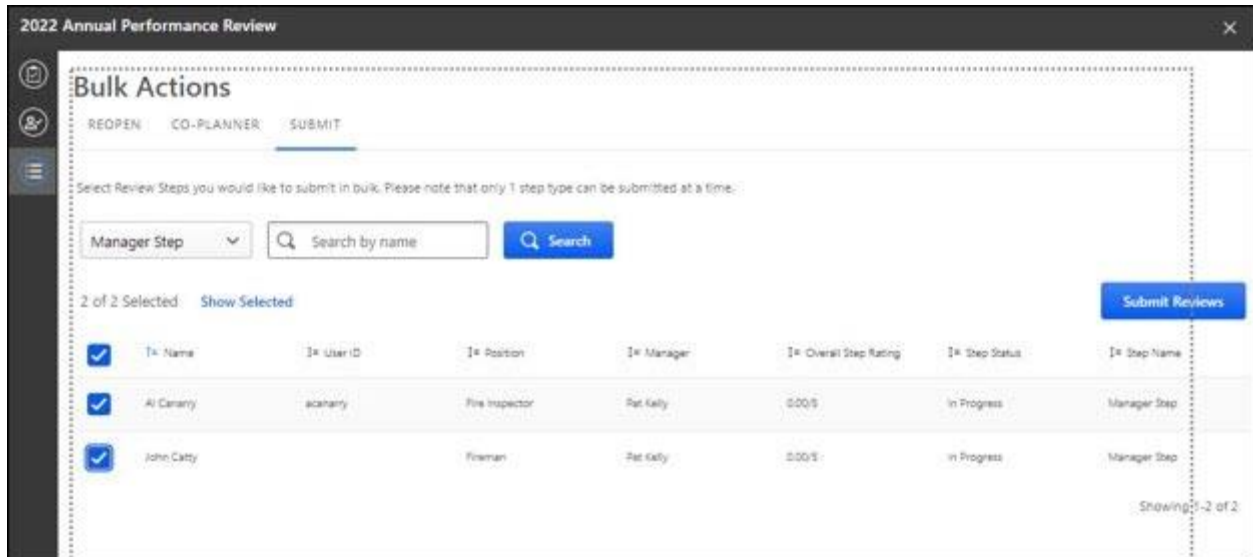 2022 Annual Performance Review
Bulk Actions
REOPEN CO-PLANNER SUBMIT
Select Review Steps you would like to submit in bulk. Please note that only 1 step type can be submitted at a time.
Manager Step Search by name Search
2 of 2 Selected Show Selected Submit Reviews
Name User ID Position Manager Overall Step Rating Step Status Step Name
Al Canarry acanarry Fire Inspector Pat Kelly 0.00/5 In Progress Manager Step
John Catty Fireman Pat Kelly 0.00/5 In Progress Manager Step
Showing 1-2 of 2